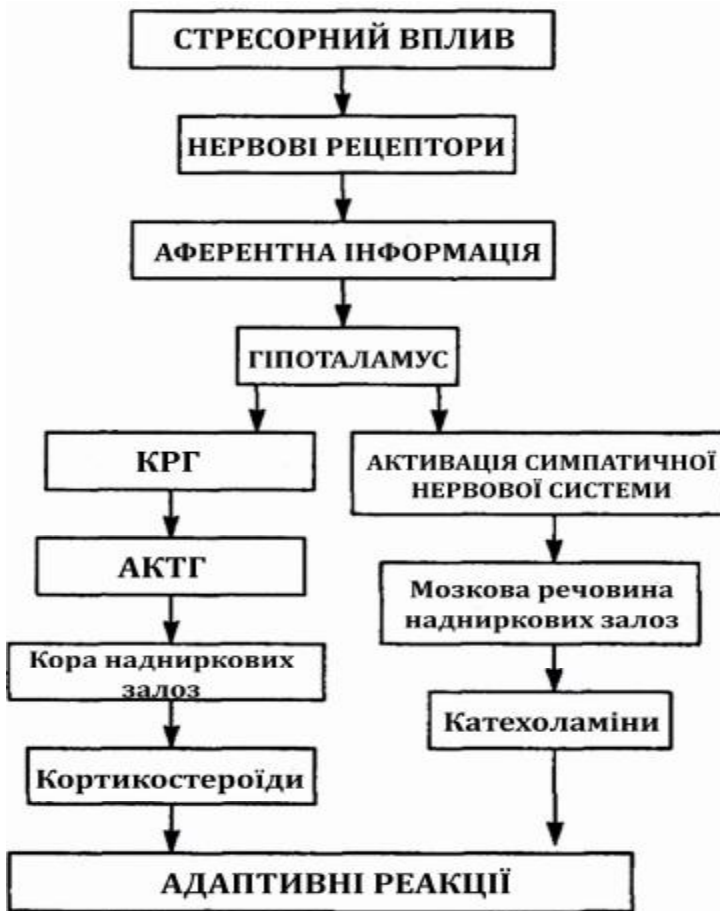 СТРЕСОРНИЙ ВПЛИВ
НЕРВОВІ РЕЦЕПТОРИ
АФЕРЕНТНА ІНФОРМАЦІЯ
ГІПОТАЛАМУС
КРГ
АКТИВАЦІЯ СИМПАТИЧНОЇ
НЕРВОВОЇ СИСТЕМИ
АКТГ
Мозкова речовина
надниркових залоз
Кора надниркових
залоз
Катехоламіни
Кортикостероїди
АДАПТИВНІ РЕАКЦІЇ